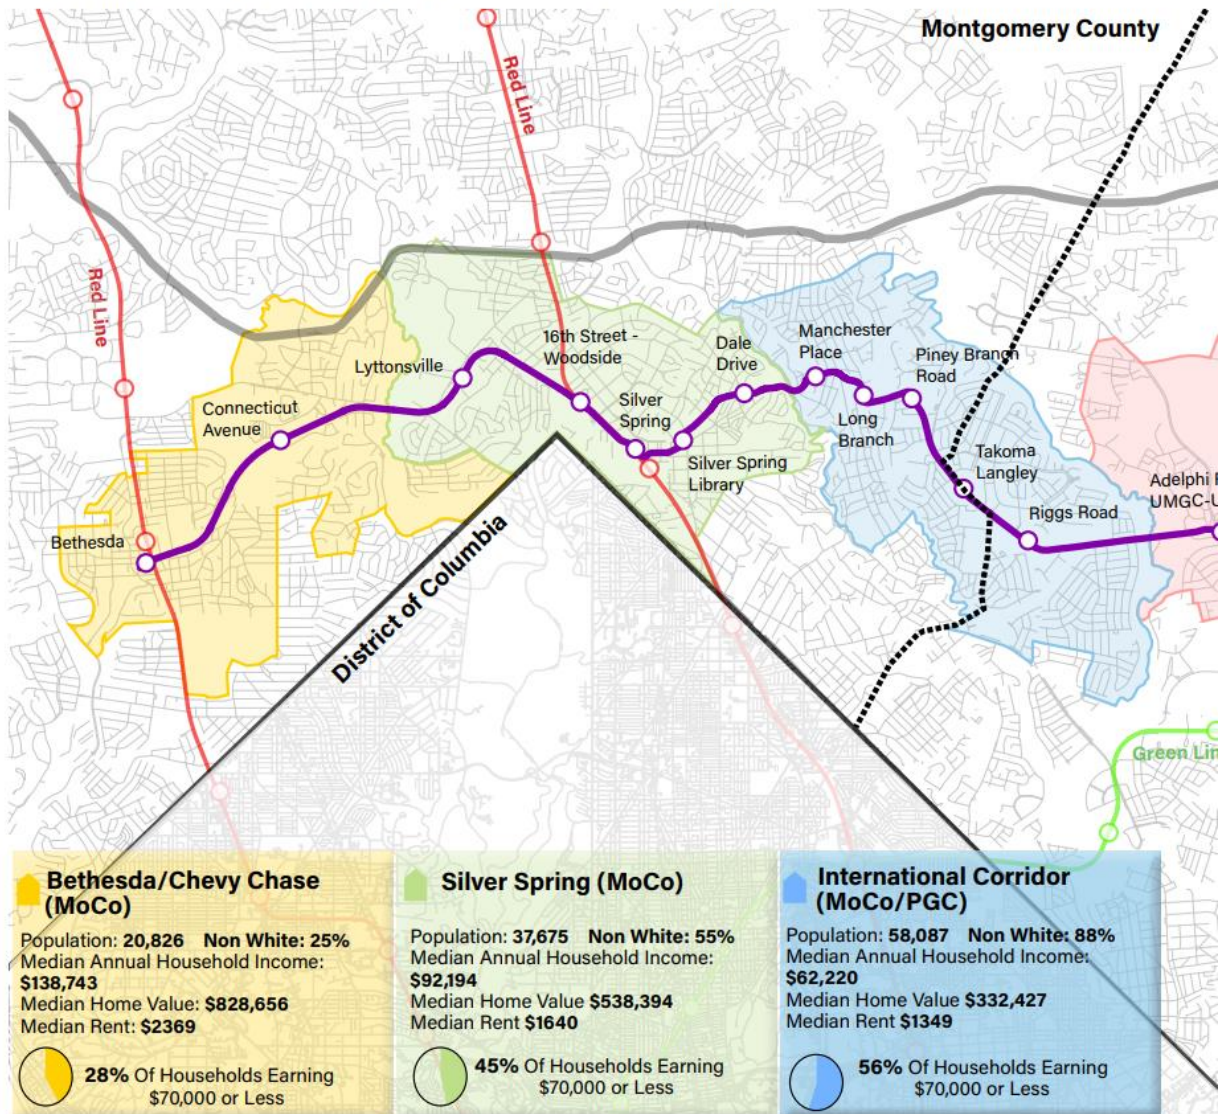 Montgomery County
Red Line
Red Line
16th Street -
Woodside
Dale
Drive
Manchester
Place
Piney Branch
Road
Lyttonsville
Connecticut
Avenue
Silver
Spring
Long
Branch
Silver Spring
Library
Takoma
Langley
Adelphi
UMGC-U
Riggs Road
Bethesda
District of Columbia
Green Lin
Bethesda/Chevy Chase
(MoCo)
Population: 20,826 Non White: 25%
Median Annual Household Income:
$138,743
Median Home Value: $828,656
Median Rent: $2369
28% Of Households Earning
$70,000 or Less
Silver Spring (MoCo)
Population: 37,675 Non White: 55%
Median Annual Household Income:
$92,194
Median Home Value $538,394
Median Rent $1640
45% Of Households Earning
$70,000 or Less
International Corridor
(MoCo/PGC)
Population: 58,087 Non White: 88%
Median Annual Household Income:
$62,220
Median Home Value $332,427
Median Rent $1349
56% Of Households Earning
$70,000 or Less